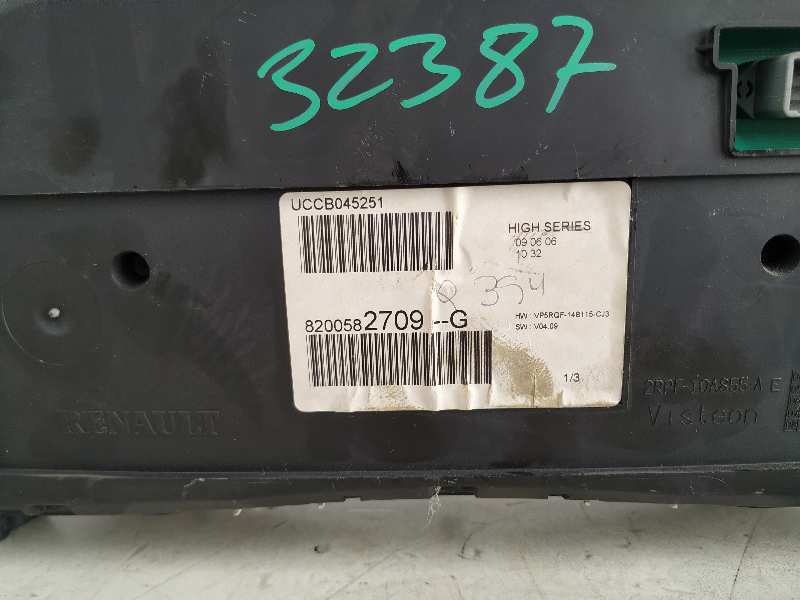 32387
UCCB045251
HIGH SERIES
09 06 06
10 32
Q 394
8200582709--G
HW : VP5RQF-14B115-CJ3
SW : V04.09
1/3
RENAULT
Visteon